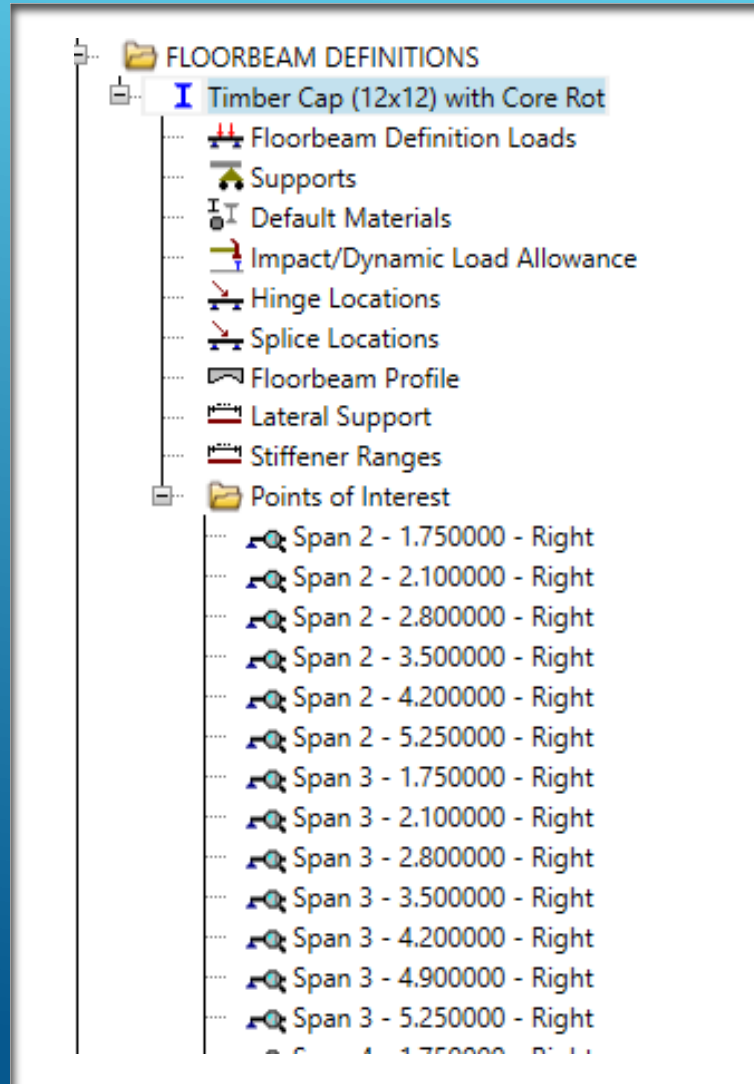 FLOORBEAM DEFINITIONS
Timber Cap (12x12) with Core Rot
Floorbeam Definition Loads
Supports
Default Materials
Impact/Dynamic Load Allowance
Hinge Locations
Splice Locations
Floorbeam Profile
Lateral Support
Stiffener Ranges
Points of Interest
Span 2 - 1.750000 - Right
Span 2 - 2.100000 - Right
Span 2 - 2.800000 - Right
Span 2 - 3.500000 - Right
Span 2 - 4.200000 - Right
Span 2 - 5.250000 - Right
Span 3 - 1.750000 - Right
Span 3 - 2.100000 - Right
Span 3 - 2.800000 - Right
Span 3 - 3.500000 - Right
Span 3 - 4.200000 - Right
Span 3 - 4.900000 - Right
Span 3 - 5.250000 - Right